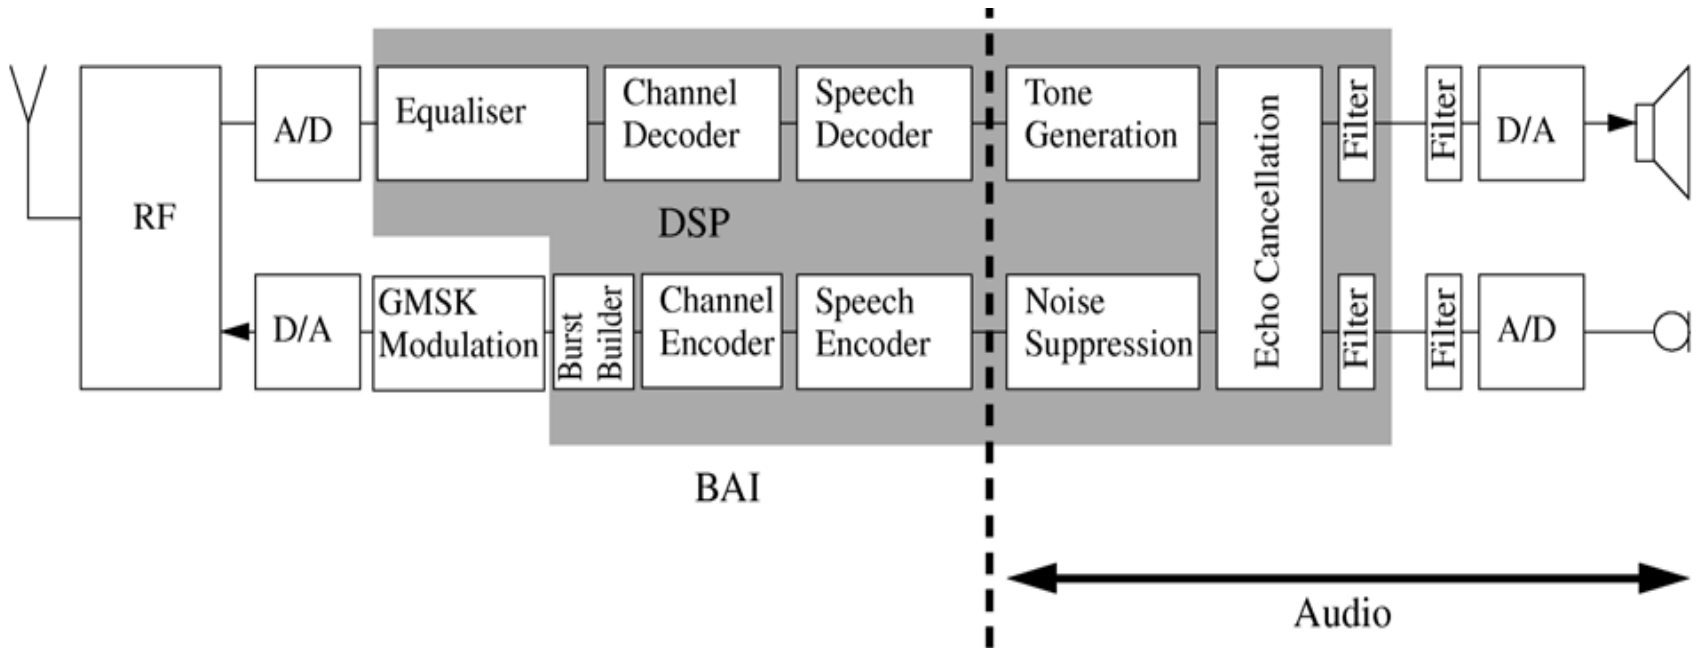 RF
A/D
Equaliser
Channel
Decoder
Speech
Decoder
Tone
Generation
Echo Cancellation
Filter
Filter
D/A
DSP
D/A
GMSK
Modulation
Burst
Builder
Channel
Encoder
Speech
Encoder
Noise
Suppression
Filter
Filter
A/D
BAI
Audio